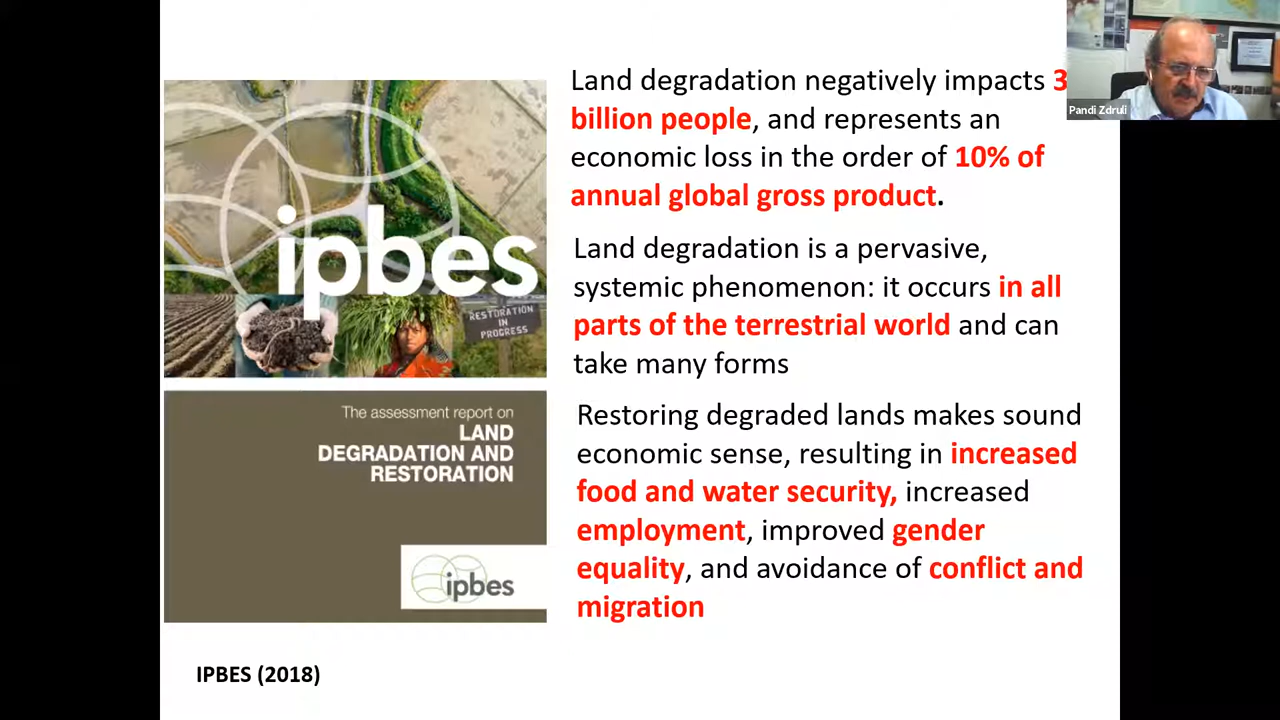 Land degradation negatively impacts 3
billion people, and represents an
economic loss in the order of 10% of
annual global gross product.
Land degradation is a pervasive,
systemic phenomenon: it occurs in all
parts of the terrestrial world and can
take many forms
Restoring degraded lands makes sound
economic sense, resulting in increased
food and water security, increased
employment, improved gender
equality, and avoidance of conflict and
migration
ipbes
RESTORATION
IN
PROGRESS
The assessment report on
LAND
DEGRADATION AND
RESTORATION
ipbes
IPBES (2018)
Pandi Zdruli